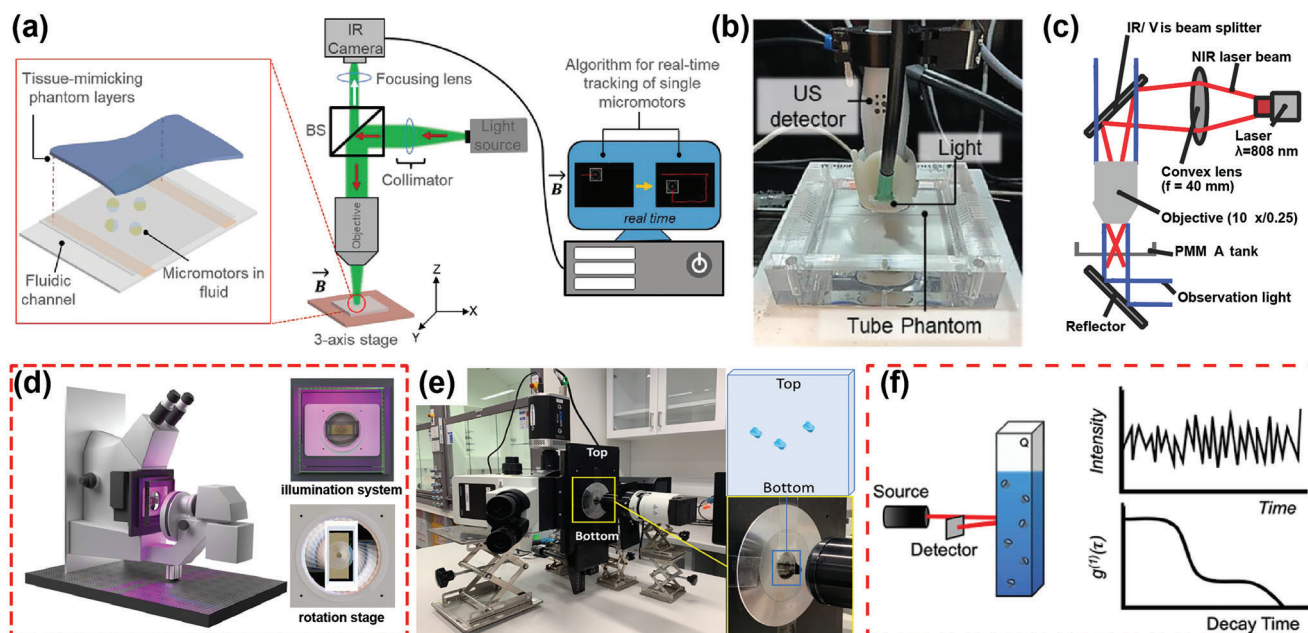 (a)
IR
Camera
Tissue-mimicking
phantom layers
Focusing lens
BS
Light
source
Collimator
Objective
Fluidic
channel
Micromotors in
fluid
B
Z
X
Y
3-axis stage
Algorithm for real-time
tracking of single
micromotors
B
real time
(b)
US
detector
Light
Tube Phantom
(c)
IR/ Vis beam splitter
NIR laser beam
Laser
λ=808 nm
Convex lens
(f = 40 mm)
Objective (10 x/0.25)
PMM A tank
Observation light
Reflector
(d)
illumination system
rotation stage
(e)
Top
Bottom
Top
Bottom
(f)
Source
Detector
Q
Intensity
Time
g⁽¹⁾(τ)
Decay Time